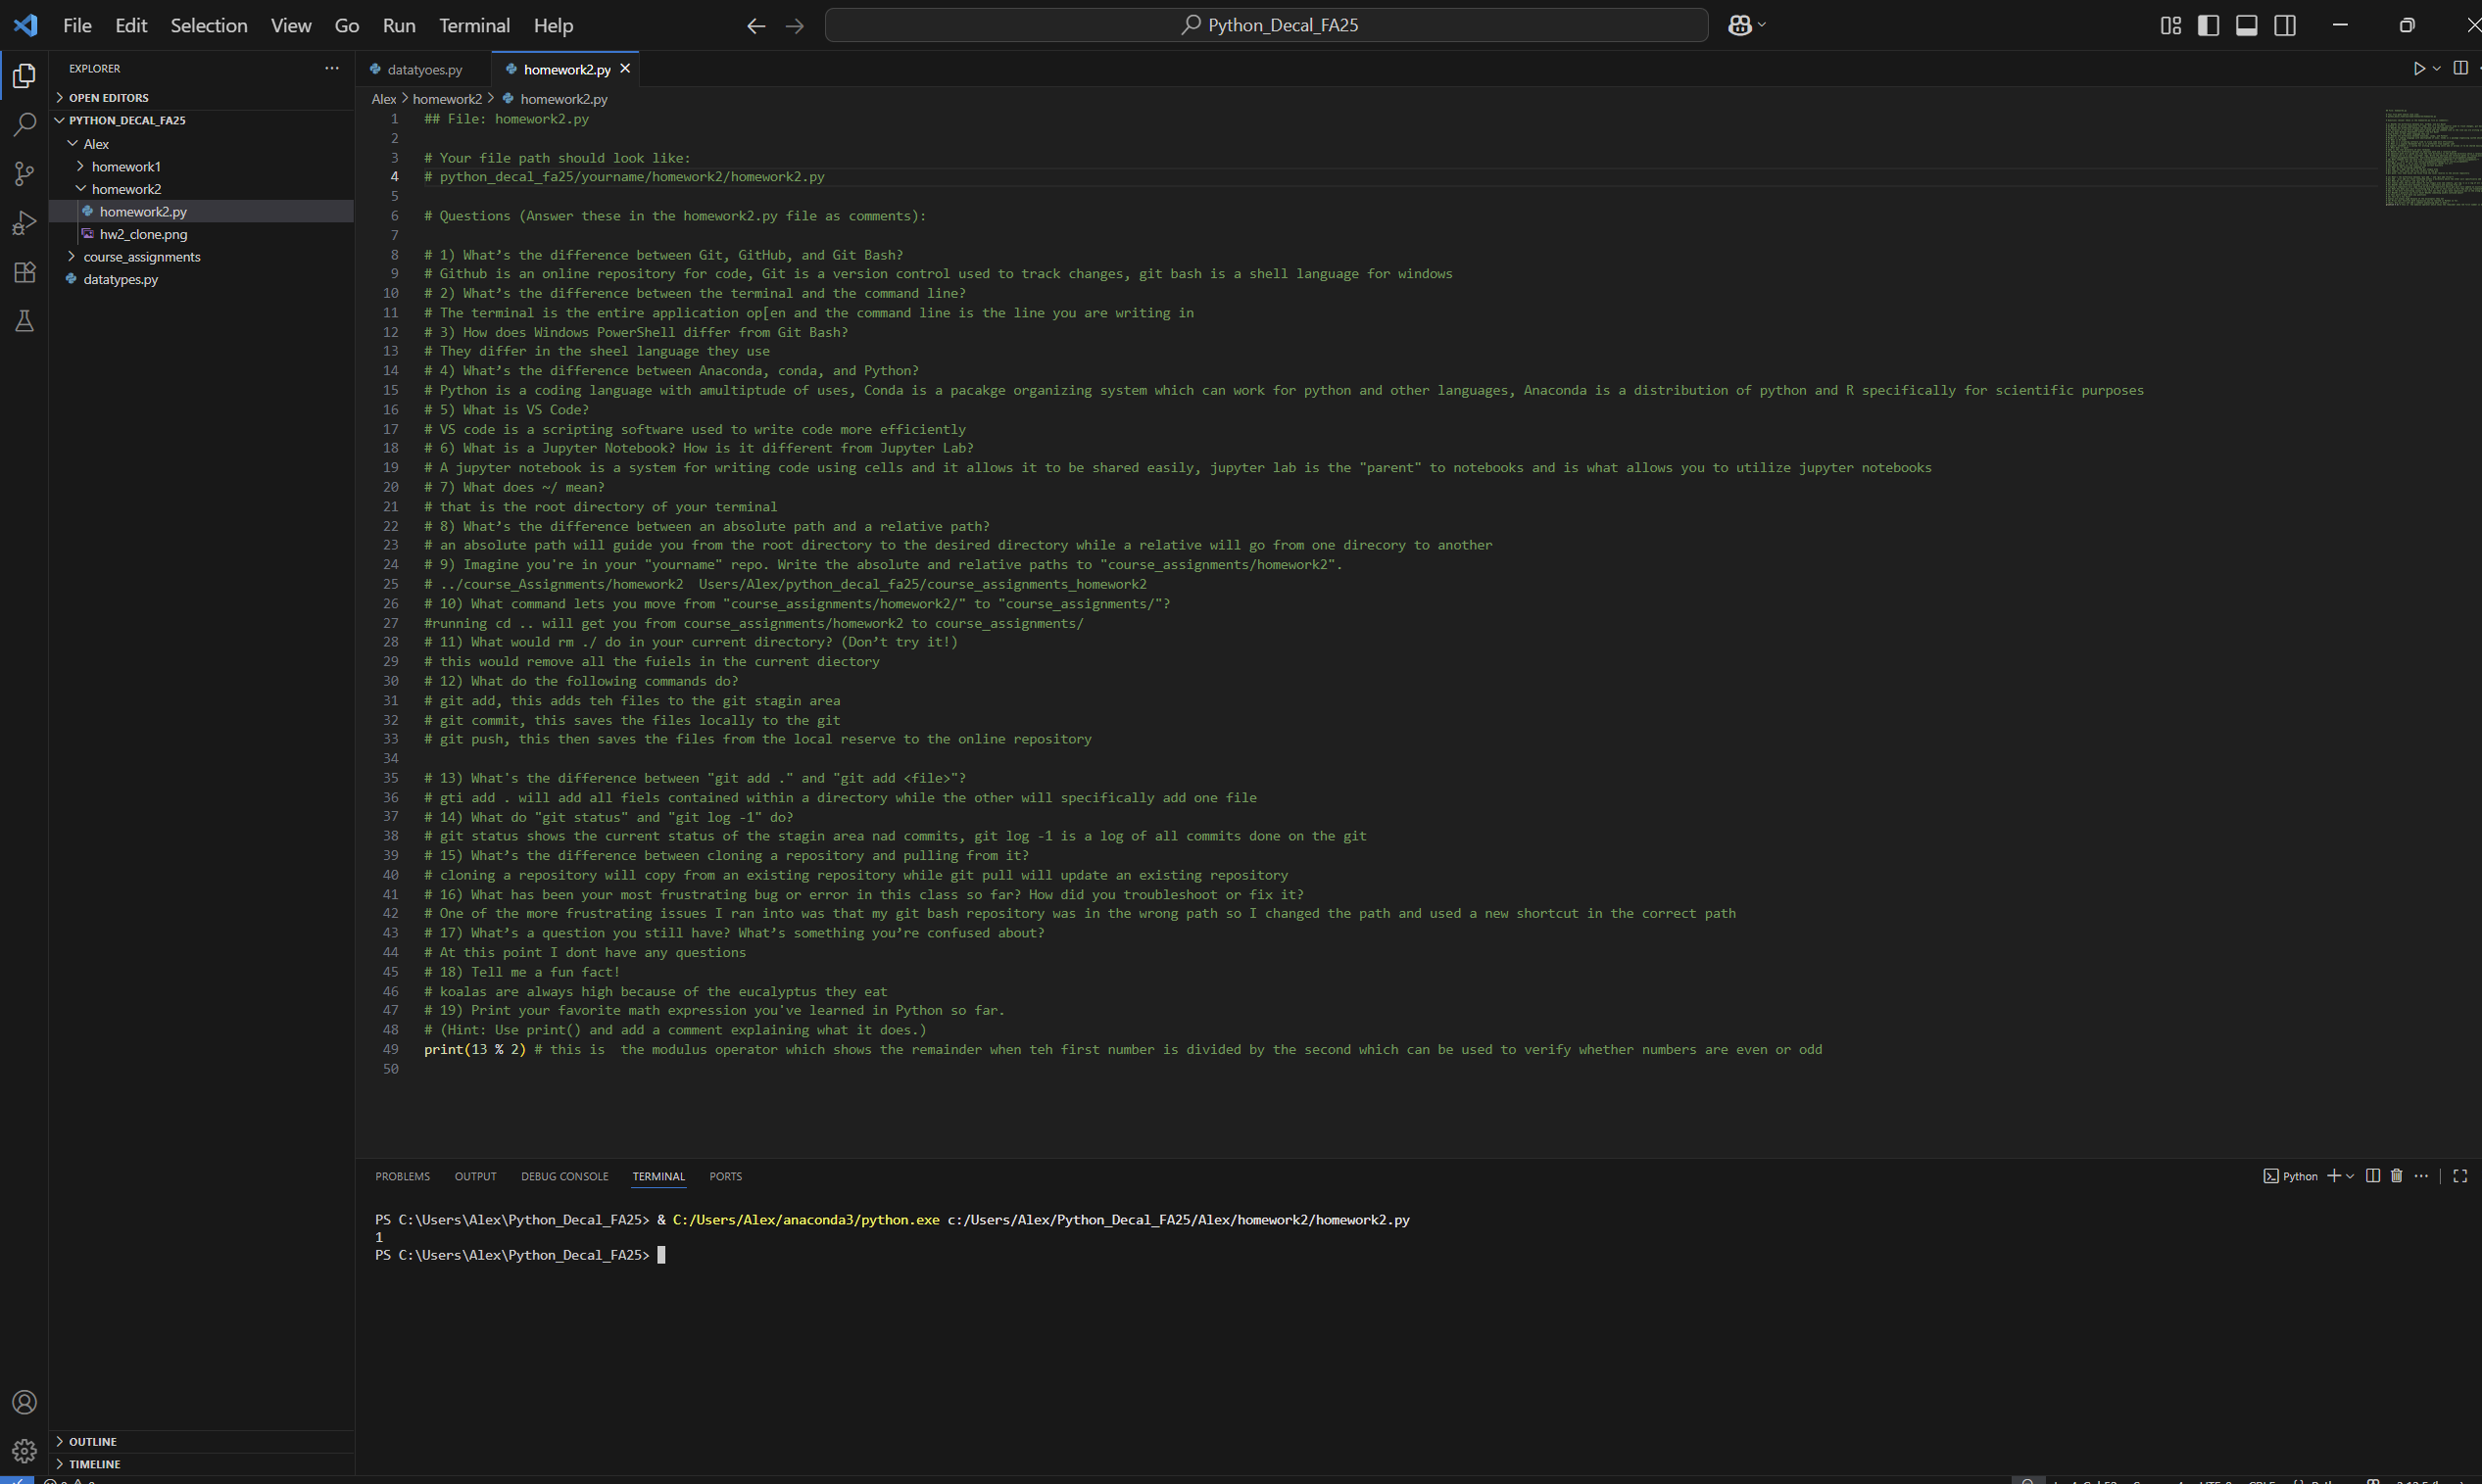 File Edit Selection View Go Run Terminal Help
Python_Decal_FA25
EXPLORER
OPEN EDITORS
PYTHON_DECAL_FA25
Alex
homework1
homework2
homework2.py
hw2_clone.png
course_assignments
datatypes.py
OUTLINE
TIMELINE
datatyoes.py
homework2.py
Alex > homework2 > homework2.py
1 ## File: homework2.py
2
3 # Your file path should look like:
4 # python_decal_fa25/yourname/homework2/homework2.py
5
6 # Questions (Answer these in the homework2.py file as comments):
7
8 # 1) What’s the difference between Git, GitHub, and Git Bash?
9 # Github is an online repository for code, Git is a version control used to track changes, git bash is a shell language for windows
10 # 2) What’s the difference between the terminal and the command line?
11 # The terminal is the entire application op[en and the command line is the line you are writing in
12 # 3) How does Windows PowerShell differ from Git Bash?
13 # They differ in the sheel language they use
14 # 4) What’s the difference between Anaconda, conda, and Python?
15 # Python is a coding language with amultiptude of uses, Conda is a pacakge organizing system which can work for python and other languages, Anaconda is a distribution of python and R specifically for scientific purposes
16 # 5) What is VS Code?
17 # VS code is a scripting software used to write code more efficiently
18 # 6) What is a Jupyter Notebook? How is it different from Jupyter Lab?
19 # A jupyter notebook is a system for writing code using cells and it allows it to be shared easily, jupyter lab is the "parent" to notebooks and is what allows you to utilize jupyter notebooks
20 # 7) What does ~/ mean?
21 # that is the root directory of your terminal
22 # 8) What’s the difference between an absolute path and a relative path?
23 # an absolute path will guide you from the root directory to the desired directory while a relative will go from one direcory to another
24 # 9) Imagine you're in your "yourname" repo. Write the absolute and relative paths to "course_assignments/homework2".
25 # ../course_Assignments/homework2  Users/Alex/python_decal_fa25/course_assignments_homework2
26 # 10) What command lets you move from "course_assignments/homework2/" to "course_assignments/"?
27 #running cd .. will get you from course_assignments/homework2 to course_assignments/
28 # 11) What would rm ./ do in your current directory? (Don’t try it!)
29 # this would remove all the fuiels in the current diectory
30 # 12) What do the following commands do?
31 # git add, this adds teh files to the git stagin area
32 # git commit, this saves the files locally to the git
33 # git push, this then saves the files from the local reserve to the online repository
34
35 # 13) What's the difference between "git add ." and "git add <file>"?
36 # gti add . will add all fiels contained within a directory while the other will specifically add one file
37 # 14) What do "git status" and "git log -1" do?
38 # git status shows the current status of the stagin area nad commits, git log -1 is a log of all commits done on the git
39 # 15) What’s the difference between cloning a repository and pulling from it?
40 # cloning a repository will copy from an existing repository while git pull will update an existing repository
41 # 16) What has been your most frustrating bug or error in this class so far? How did you troubleshoot or fix it?
42 # One of the more frustrating issues I ran into was that my git bash repository was in the wrong path so I changed the path and used a new shortcut in the correct path
43 # 17) What’s a question you still have? What’s something you’re confused about?
44 # At this point I dont have any questions
45 # 18) Tell me a fun fact!
46 # koalas are always high because of the eucalyptus they eat
47 # 19) Print your favorite math expression you've learned in Python so far.
48 # (Hint: Use print() and add a comment explaining what it does.)
49 print(13 % 2) # this is  the modulus operator which shows the remainder when teh first number is divided by the second which can be used to verify whether numbers are even or odd
50
PROBLEMS OUTPUT DEBUG CONSOLE TERMINAL PORTS
Python
PS C:\Users\Alex\Python_Decal_FA25> & C:/Users/Alex/anaconda3/python.exe c:/Users/Alex/Python_Decal_FA25/Alex/homework2/homework2.py
1
PS C:\Users\Alex\Python_Decal_FA25>